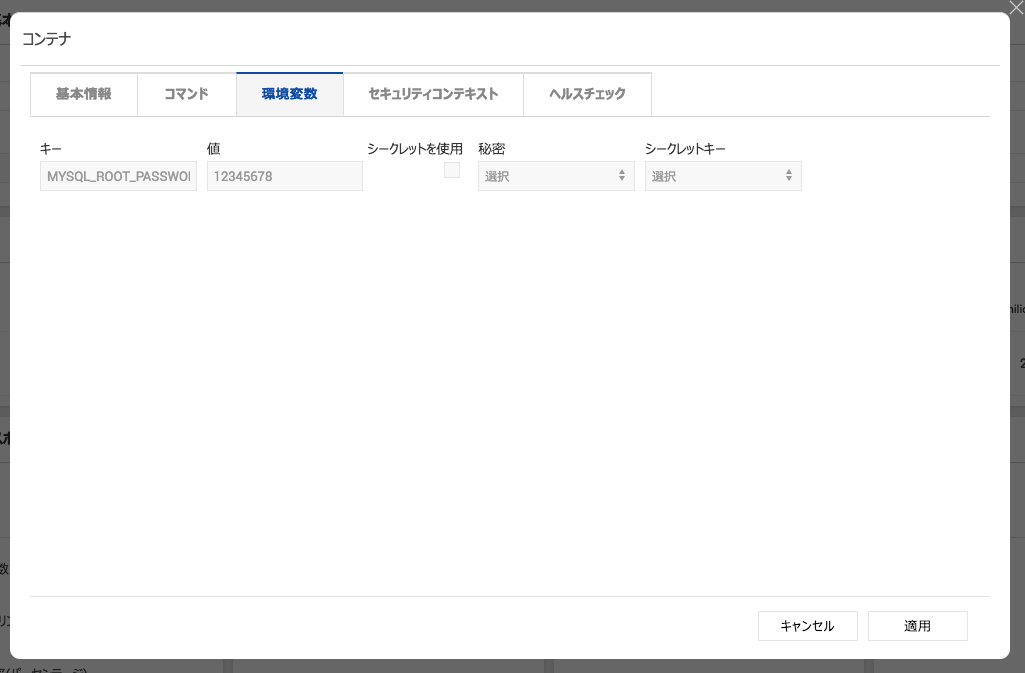 コンテナ
基本情報 コマンド 環境変数 セキュリティコンテキスト ヘルスチェック
キー 値 シークレットを使用 秘密 シークレットキー
MYSQL_ROOT_PASSWO 12345678 選択 選択
キャンセル 適用